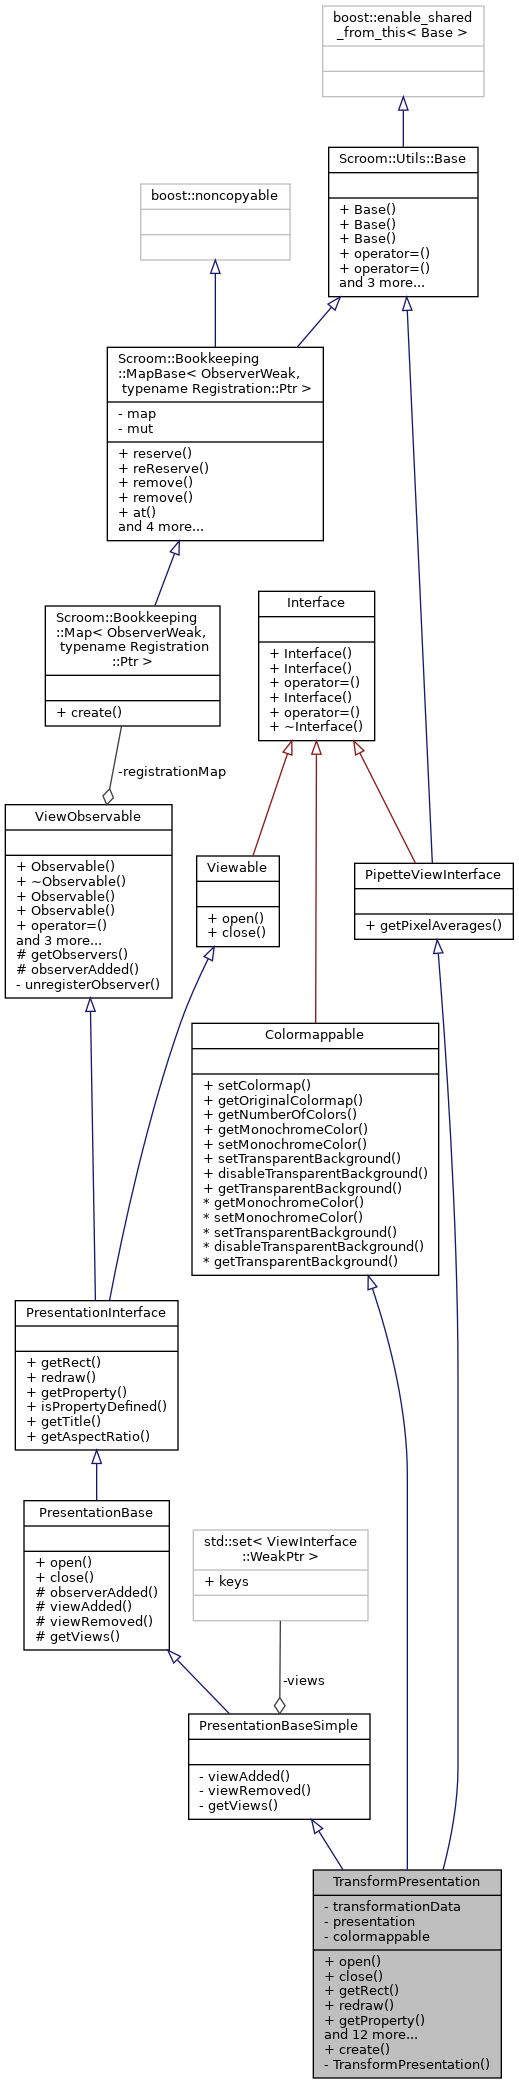 boost::enable_shared
_from_this< Base >
Scroom::Utils::Base
+ Base()
+ Base()
+ Base()
+ operator=()
+ operator=()
and 3 more...
boost::noncopyable
Scroom::Bookkeeping
::MapBase< ObserverWeak,
typename Registration::Ptr >
- map
- mut
+ reserve()
+ reReserve()
+ remove()
+ remove()
+ at()
and 4 more...
Scroom::Bookkeeping
::Map< ObserverWeak,
typename Registration
::Ptr >
+ create()
Interface
+ Interface()
+ Interface()
+ operator=()
+ Interface()
+ operator=()
+ ~Interface()
-registrationMap
ViewObservable
+ Observable()
+ ~Observable()
+ Observable()
+ Observable()
+ operator=()
and 3 more...
# getObservers()
# observerAdded()
- unregisterObserver()
Viewable
+ open()
+ close()
PipetteViewInterface
+ getPixelAverages()
Colormappable
+ setColormap()
+ getOriginalColormap()
+ getNumberOfColors()
+ getMonochromeColor()
+ setMonochromeColor()
+ setTransparentBackground()
+ disableTransparentBackground()
+ getTransparentBackground()
* getMonochromeColor()
* setMonochromeColor()
* setTransparentBackground()
* disableTransparentBackground()
* getTransparentBackground()
PresentationInterface
+ getRect()
+ redraw()
+ getProperty()
+ isPropertyDefined()
+ getTitle()
+ getAspectRatio()
PresentationBase
+ open()
+ close()
# observerAdded()
# viewAdded()
# viewRemoved()
# getViews()
std::set< ViewInterface
::WeakPtr >
+ keys
-views
PresentationBaseSimple
- viewAdded()
- viewRemoved()
- getViews()
TransformPresentation
- transformationData
- presentation
- colormappable
+ open()
+ close()
+ getRect()
+ redraw()
+ getProperty()
and 12 more...
+ create()
- TransformPresentation()